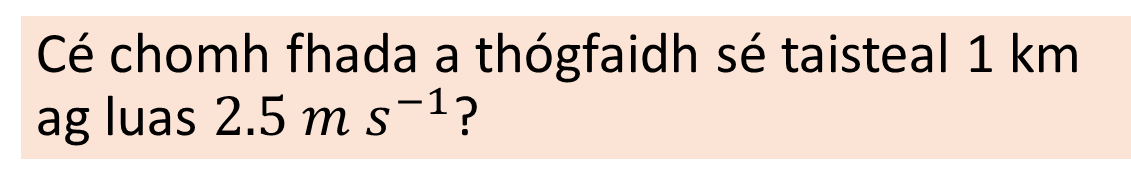 Cé chomh fhada a thógfaidh sé taisteal 1 km
ag luas 2.5 m s⁻¹?